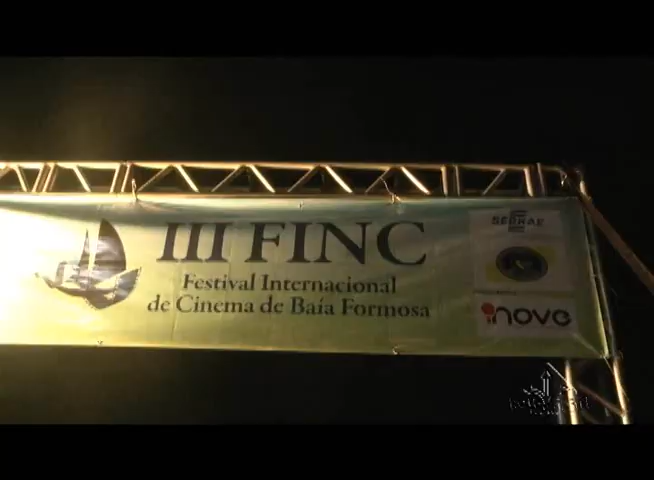 III FINC
Festival Internacional
de Cinema de Baía Formosa
SEBRAE
inove